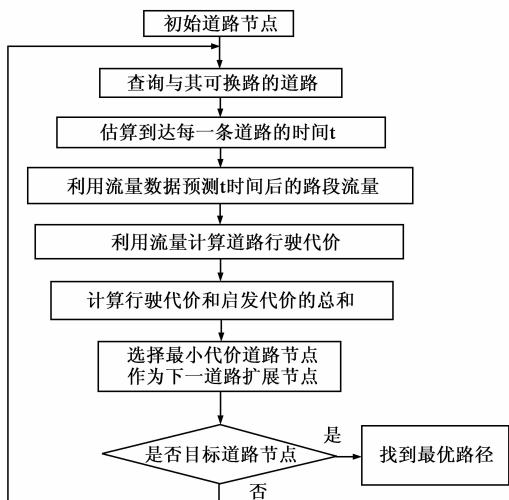 初始道路节点
查询与其可换路的道路
估算到达每一条道路的时间t
利用流量数据预测t时间后的路段流量
利用流量计算道路行驶代价
计算行驶代价和启发代价的总和
选择最小代价道路节点
作为下一道路扩展节点
是否目标道路节点
是
找到最优路径
否